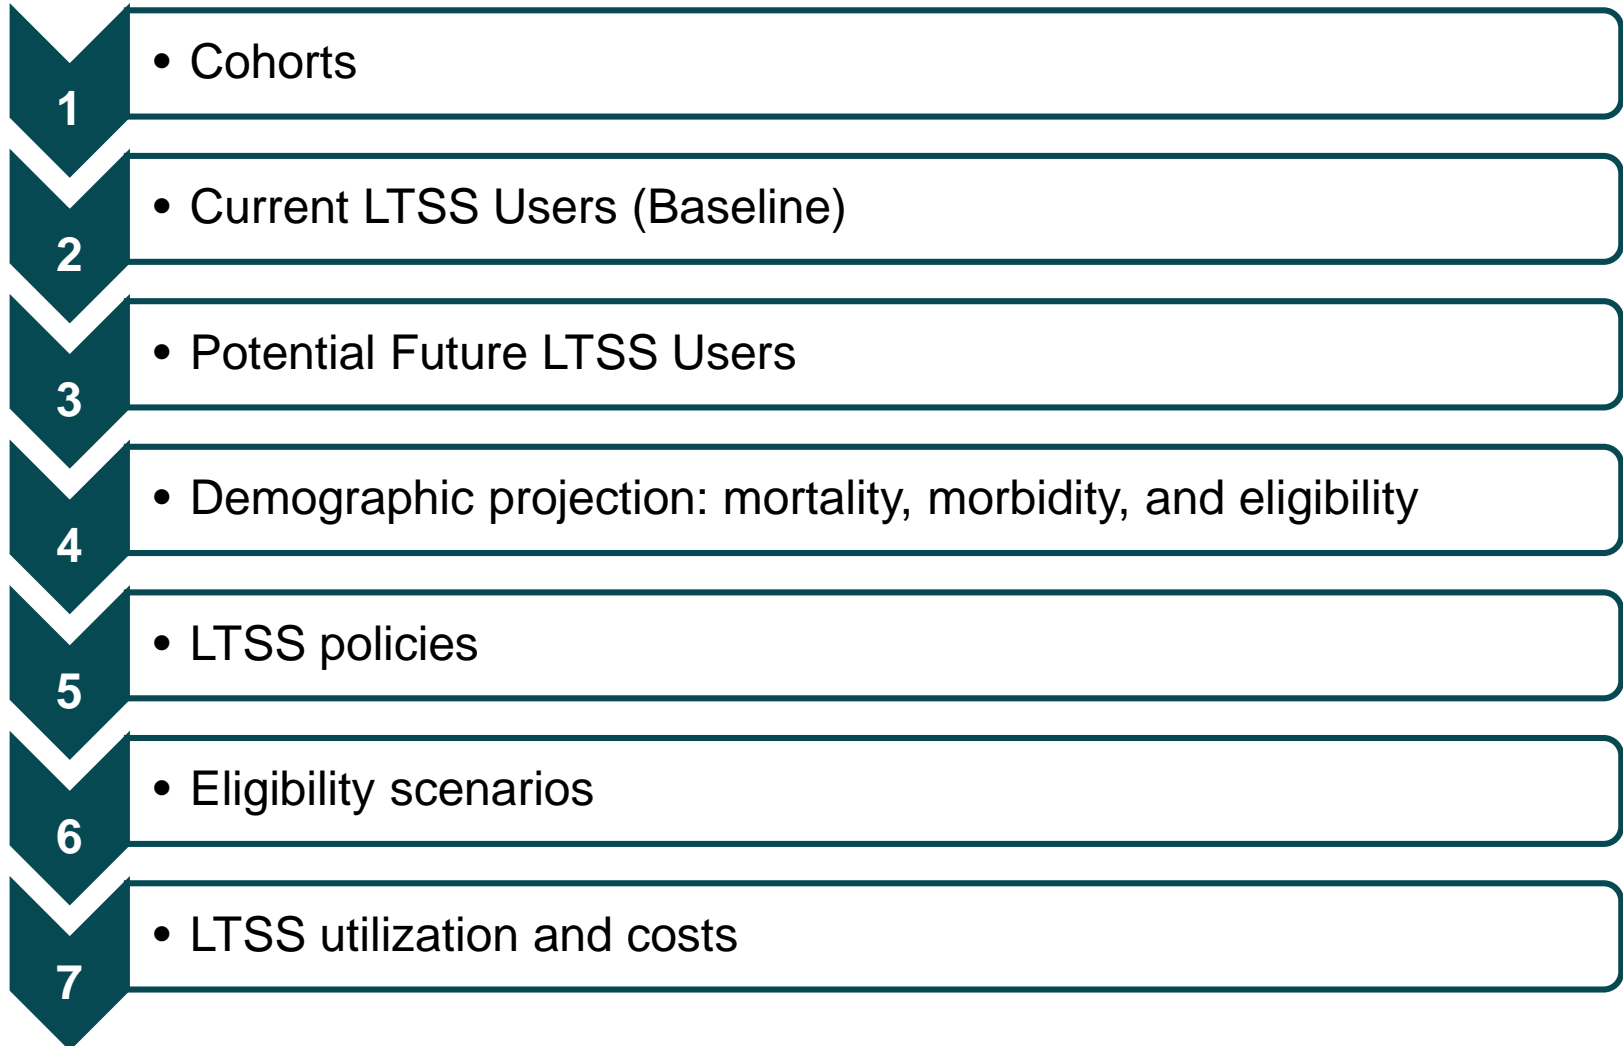 1
• Cohorts
2
• Current LTSS Users (Baseline)
3
• Potential Future LTSS Users
4
• Demographic projection: mortality, morbidity, and eligibility
5
• LTSS policies
6
• Eligibility scenarios
7
• LTSS utilization and costs